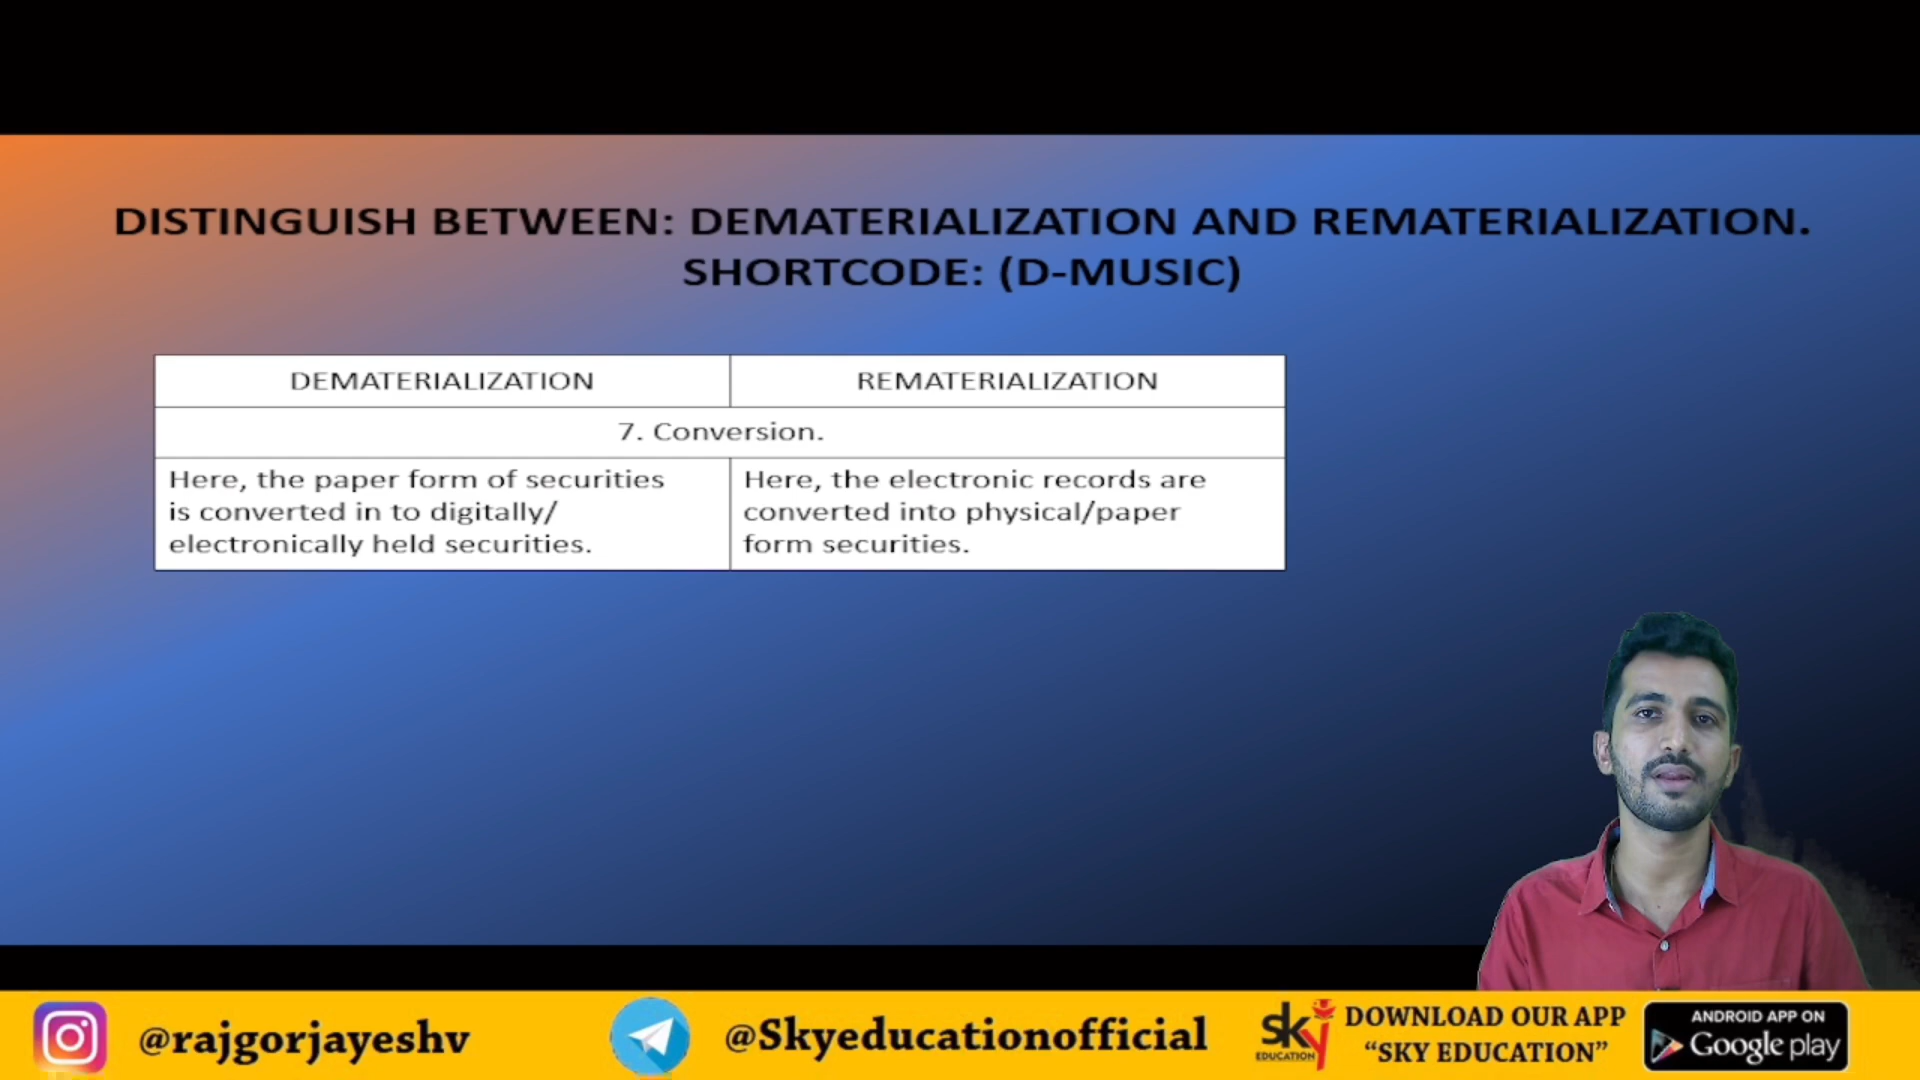 DISTINGUISH BETWEEN: DEMATERIALIZATION AND REMATERIALIZATION.
SHORTCODE: (D-MUSIC)
DEMATERIALIZATION
REMATERIALIZATION
7. Conversion.
Here, the paper form of securities
is converted in to digitally/
electronically held securities.
Here, the electronic records are
converted into physical/paper
form securities.
@rajgorjayeshv
@Skyeducationofficial
sky
EDUCATION
DOWNLOAD OUR APP
“SKY EDUCATION”
ANDROID APP ON
Google play